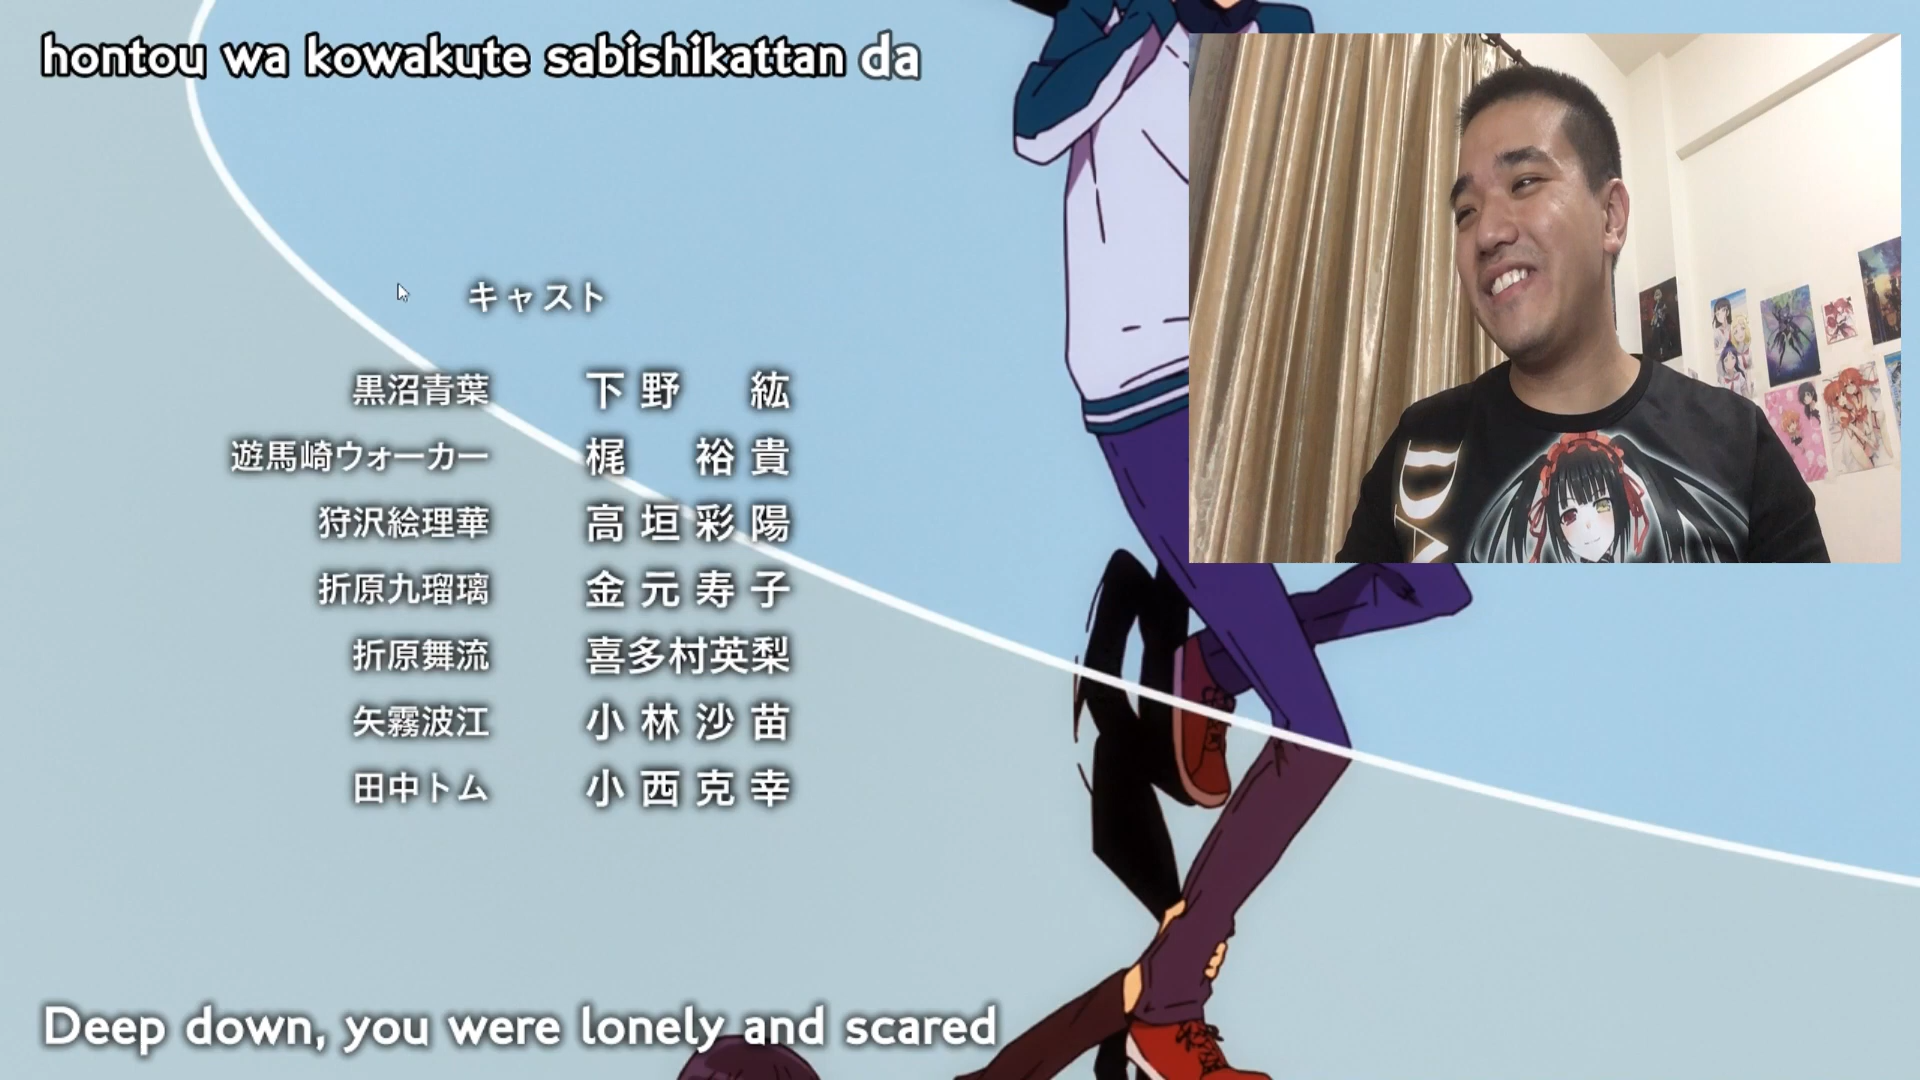 hontou wa kowakute sabishikattan da
キャスト
黒沼青葉 下野 紘
遊馬崎ウォーカー 梶 裕貴
狩沢絵理華 高垣彩陽
折原九瑠璃 金元寿子
折原舞流 喜多村英梨
矢霧波江 小林沙苗
田中トム 小西克幸
DA
Deep down, you were lonely and scared